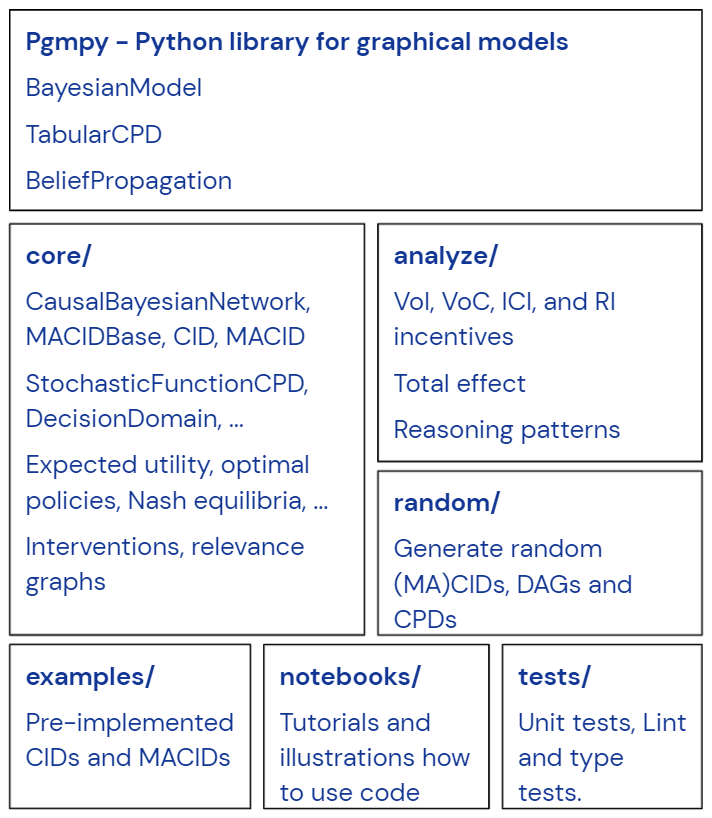 Pgmpy – Python library for graphical models
BayesianModel
TabularCPD
BeliefPropagation
core/
CausalBayesianNetwork,
MACIDBase, CID, MACID
StochasticFunctionCPD,
DecisionDomain, ...
Expected utility, optimal
policies, Nash equilibria, ...
Interventions, relevance
graphs
analyze/
VoI, VoC, ICI, and RI
incentives
Total effect
Reasoning patterns
random/
Generate random
(MA)CIDs, DAGs and
CPDs
examples/
Pre-implemented
CIDs and MACIDs
notebooks/
Tutorials and
illustrations how
to use code
tests/
Unit tests, Lint
and type
tests.